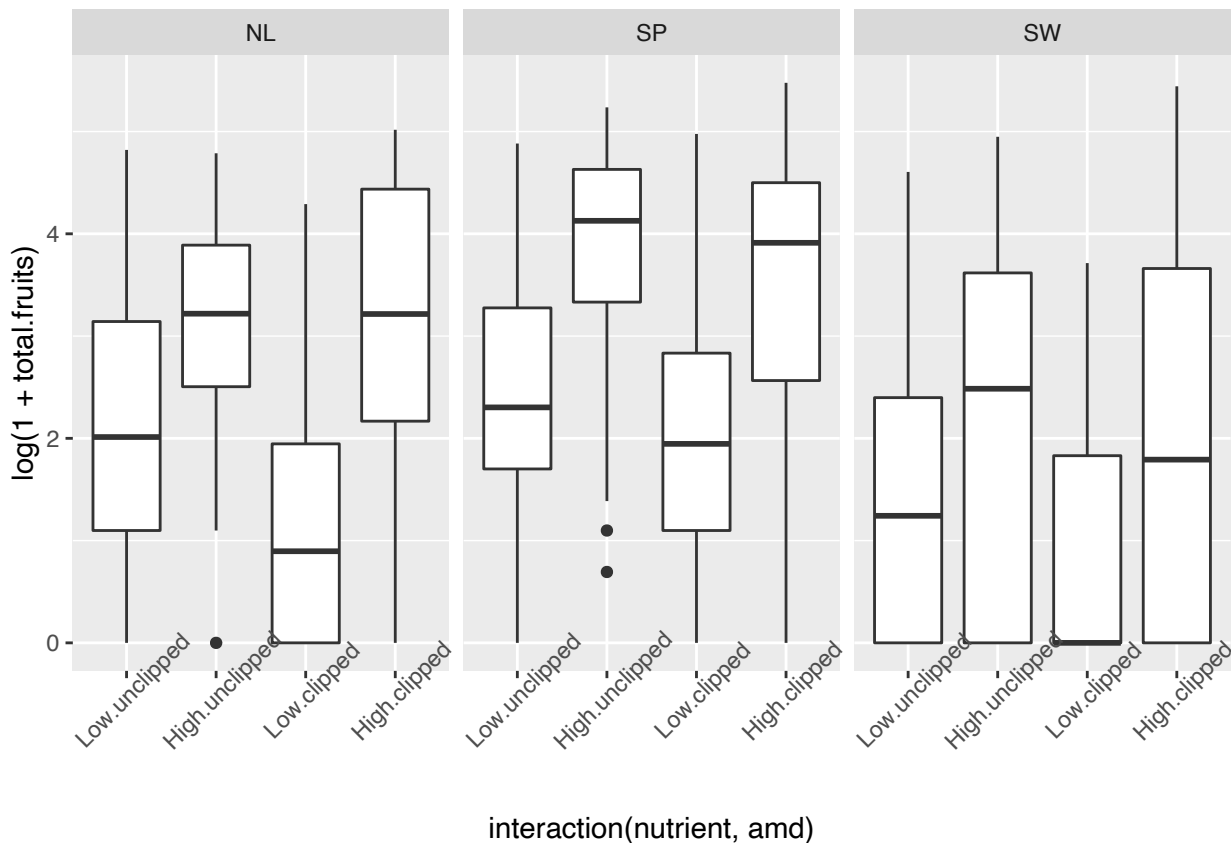 NL
SP
SW
log(1 + total.fruits)
4
2
0
Low.unclipped
High.unclipped
Low.clipped
High.clipped
Low.unclipped
High.unclipped
Low.clipped
High.clipped
Low.unclipped
High.unclipped
Low.clipped
High.clipped
interaction(nutrient, amd)